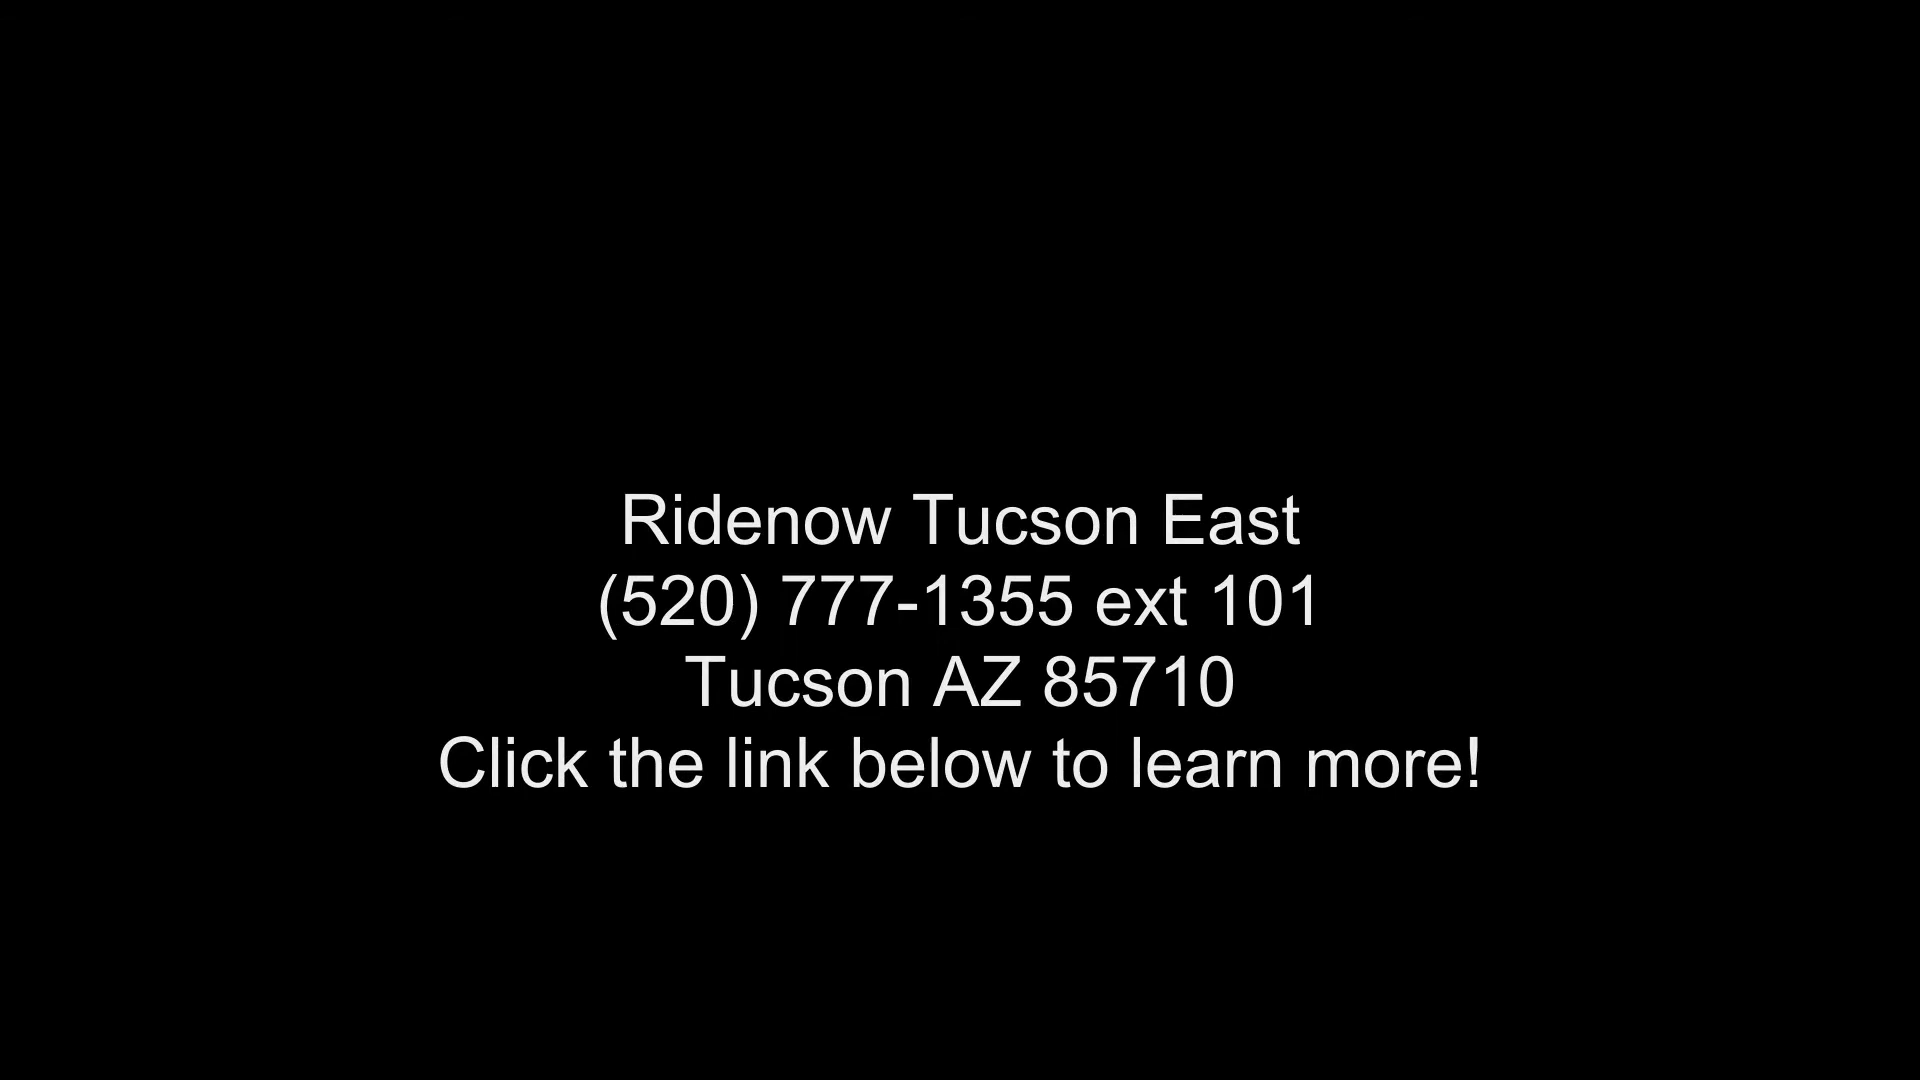 Ridenow Tucson East
(520) 777-1355 ext 101
Tucson AZ 85710
Click the link below to learn more!